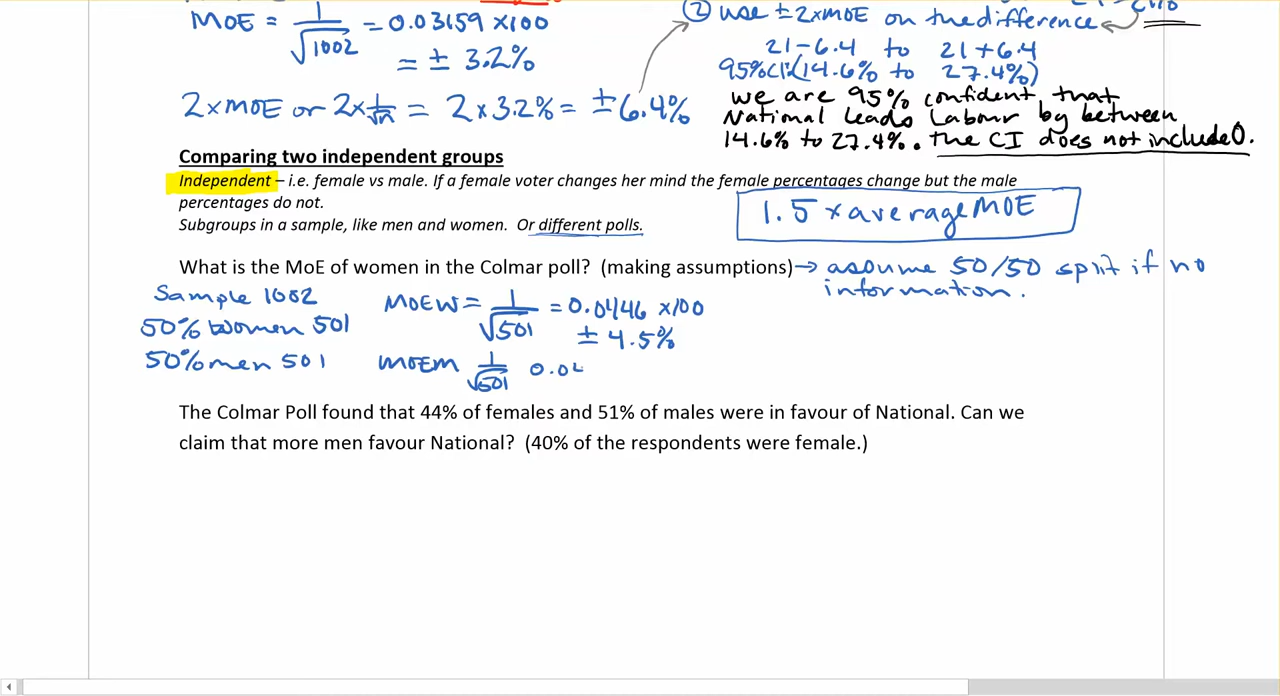 MOE = 1/√1002 = 0.03159 × 100
= ± 3.2%
2 × MOE or 2 × 1/√n = 2 × 3.2% = ± 6.4%
② use ± 2 × MOE on the difference
21 - 6.4 to 21 + 6.4
95% CI: (14.6% to 27.4%)
we are 95% confident that
National leads Labour by between
14.6% to 27.4%. the CI does not include 0.
Comparing two independent groups
Independent – i.e. female vs male. If a female voter changes her mind the female percentages change but the male
percentages do not.
Subgroups in a sample, like men and women. Or different polls.
1.5 × average MOE
What is the MoE of women in the Colmar poll? (making assumptions) → assume 50/50 split if no
information.
Sample 1002
50% women 501
50% men 501
MOEW = 1/√501 = 0.0446 × 100
± 4.5%
MOEM 1/√501 0.04
The Colmar Poll found that 44% of females and 51% of males were in favour of National. Can we
claim that more men favour National? (40% of the respondents were female.)